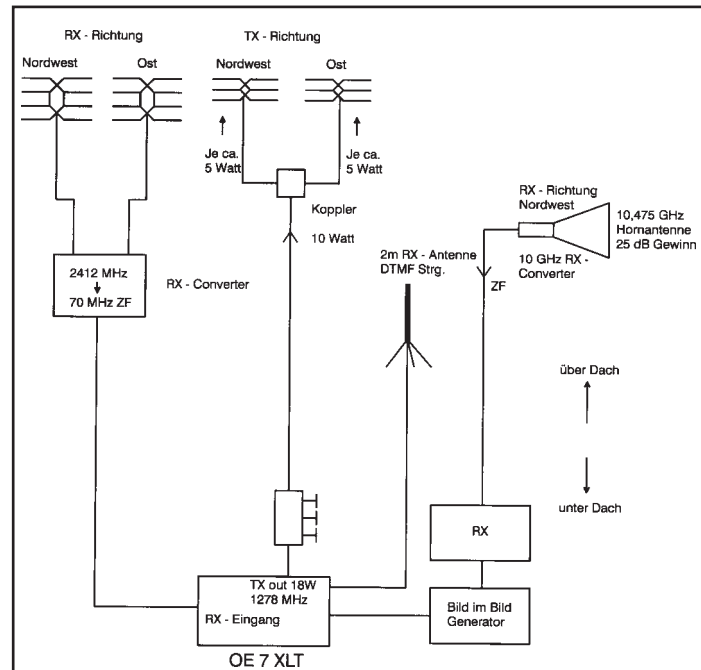 RX - Richtung
Nordwest
Ost
TX - Richtung
Nordwest
Ost
Je ca.
5 Watt
Je ca.
5 Watt
Koppler
10 Watt
2412 MHz
70 MHz ZF
RX - Converter
2m RX - Antenne
DTMF Strg.
RX - Richtung
Nordwest
10,475 GHz
Hornantenne
25 dB Gewinn
10 GHz RX -
Converter
ZF
über Dach
unter Dach
RX
TX out 18W
1278 MHz
RX - Eingang
Bild im Bild
Generator
OE 7 XLT